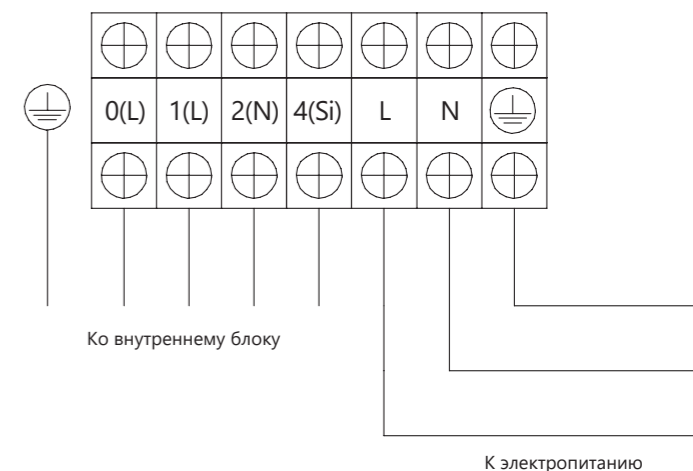 0(L) 1(L) 2(N) 4(Si) L N
Ко внутреннему блоку
К электропитанию